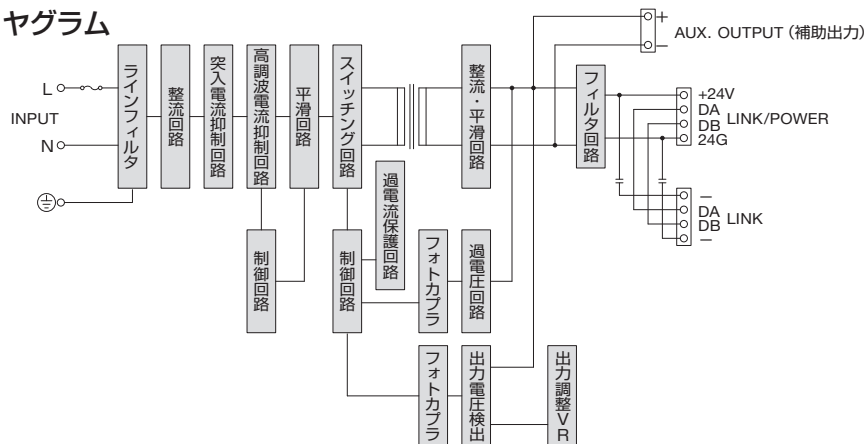 ヤグラム
AUX. OUTPUT (補助出力)
L
INPUT
N
ラインフィルタ
整流回路
突入電流抑制回路
高調波電流抑制回路
平滑回路
スイッチング回路
整流・平滑回路
フィルタ回路
+
−
+24V
DA
DB
24G
LINK/POWER
−
DA
DB
−
LINK
制御回路
制御回路
過電流保護回路
フォトカプラ
過電圧回路
フォトカプラ
出力電圧検出
出力調整VR